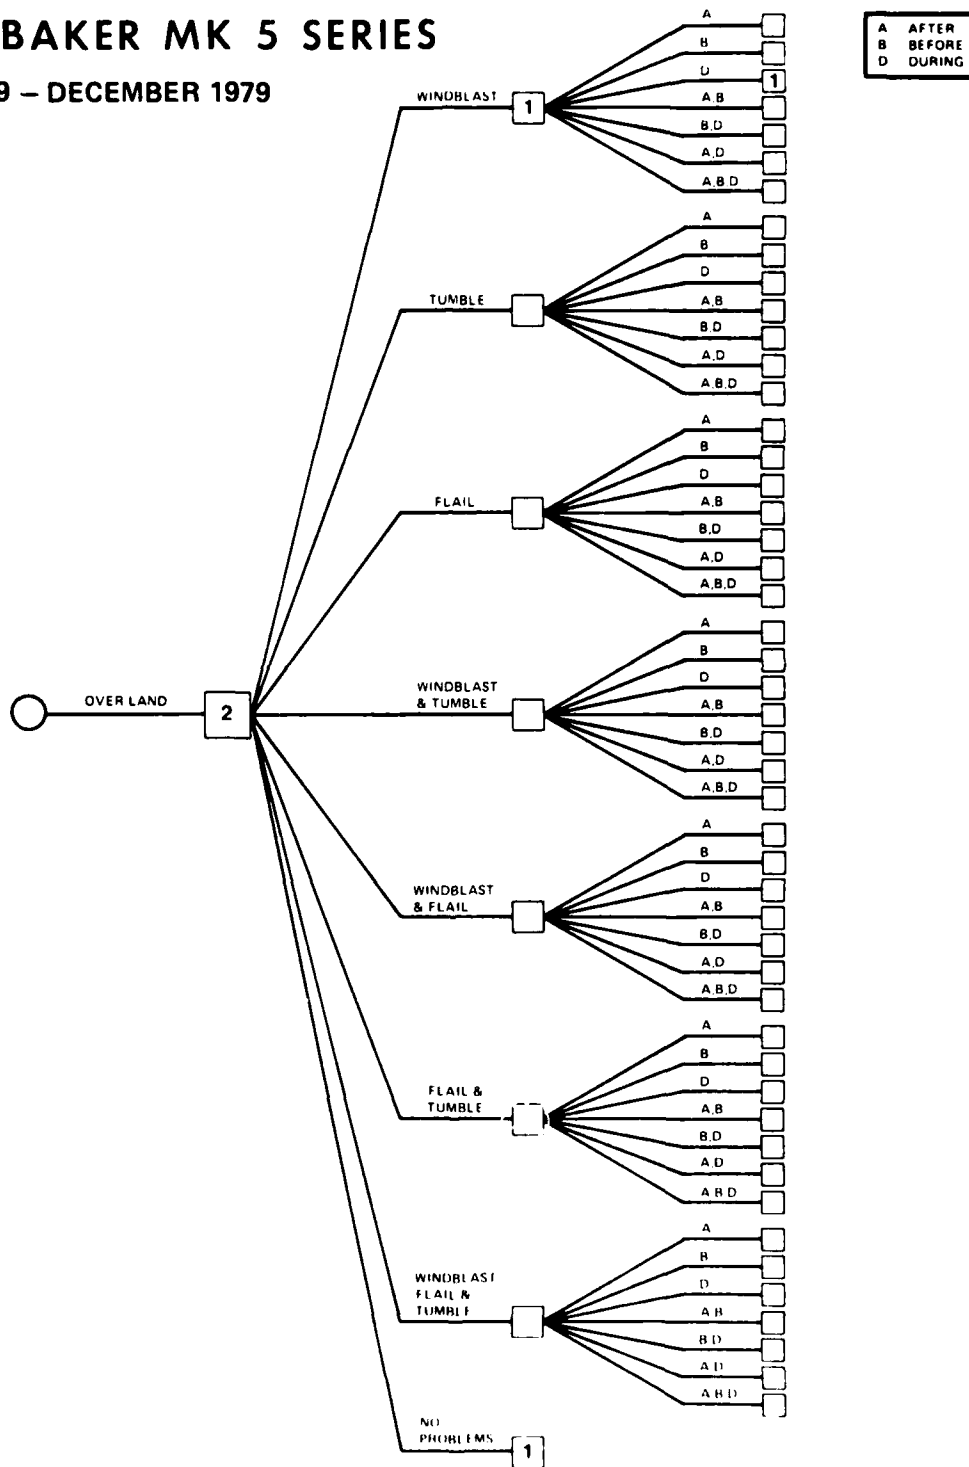 BAKER MK 5 SERIES
9 – DECEMBER 1979
A AFTER
B BEFORE
D DURING
WINDBLAST
1
A
B
D
1
A,B
B,D
A,D
A,B,D
TUMBLE
A
B
D
A,B
B,D
A,D
A,B,D
FLAIL
A
B
D
A,B
B,D
A,D
A,B,D
OVER LAND
2
WINDBLAST
& TUMBLE
A
B
D
A,B
B,D
A,D
A,B,D
WINDBLAST
& FLAIL
A
B
D
A,B
B,D
A,D
A,B,D
FLAIL &
TUMBLE
A
B
D
A,B
B,D
A,D
A B D
WINDBLAST
FLAIL &
TUMBLE
A
B
D
A B
B D
A D
A B D
NO
PROBLEMS
1